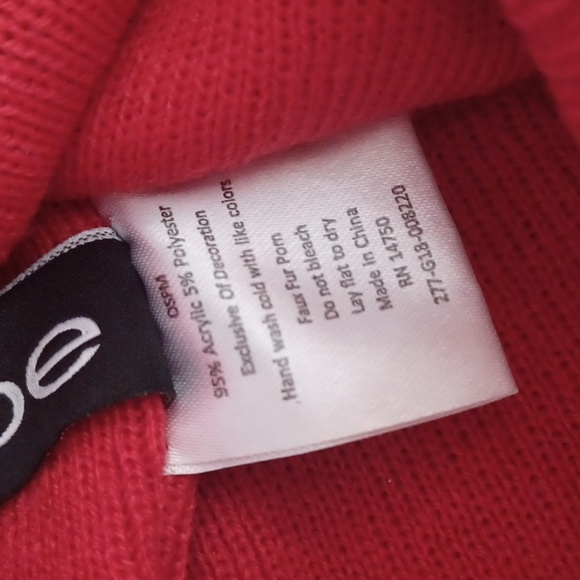 OSFM
95% Acrylic 5% Polyester
Exclusive Of Decoration
Hand wash cold with like colors
Faux Fur Pom
Do not bleach
Lay flat to dry
Made in China
RN 14750
277-G18-008220
be